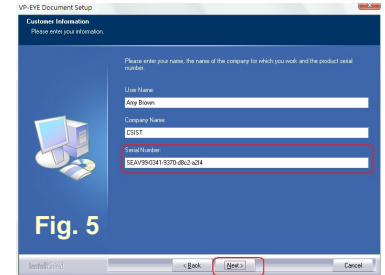 VP-EYE Document Setup
Customer Information
Please enter your information.
Please enter your name, the name of the company for which you work and the product serial
number.
User Name:
Amy Brown
Company Name:
CSIST
Serial Number:
SEAV99-0341-9370-d8c2-a2f4
Fig. 5
InstallShield
< Back
Next >
Cancel